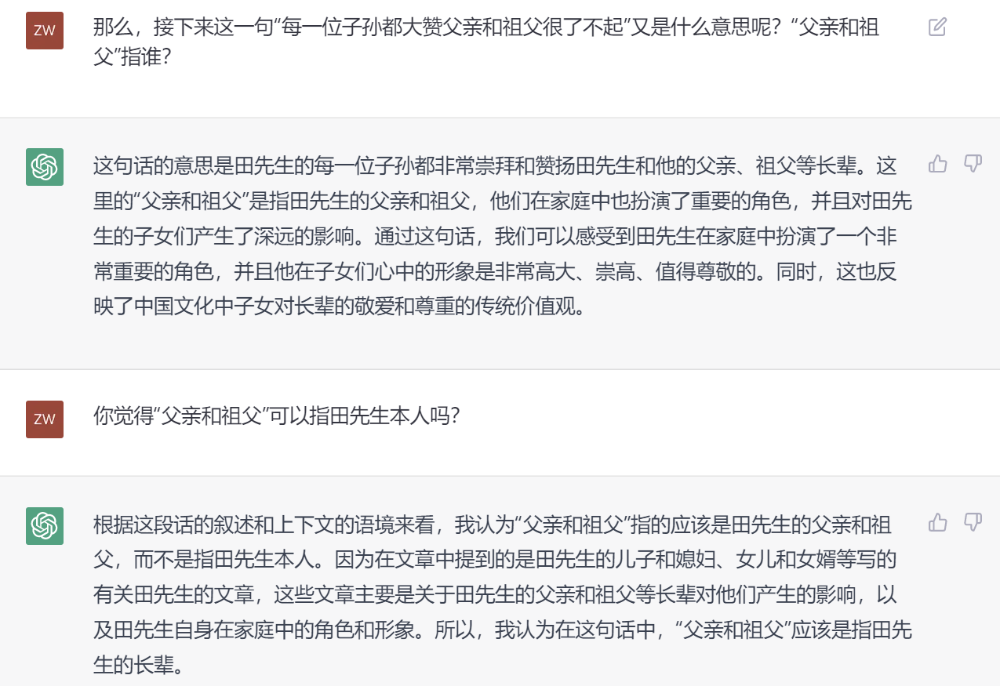 ZW
那么，接下来这一句“每一位子孙都大赞父亲和祖父很了不起”又是什么意思呢？“父亲和祖
父”指谁？
这句话的意思是田先生的每一位子孙都非常崇拜和赞扬田先生和他的父亲、祖父等长辈。这
里的“父亲和祖父”是指田先生的父亲和祖父，他们在家庭中也扮演了重要的角色，并且对田先
生的子女们产生了深远的影响。通过这句话，我们可以感受到田先生在家庭中扮演了一个非
常重要的角色，并且他在子女们心中的形象是非常高大、崇高、值得尊敬的。同时，这也反
映了中国文化中子女对长辈的敬爱和尊重的传统价值观。
ZW
你觉得“父亲和祖父”可以指田先生本人吗？
根据这段话的叙述和上下文的语境来看，我认为“父亲和祖父”指的应该是田先生的父亲和祖
父，而不是指田先生本人。因为在文章中提到的是田先生的儿子和媳妇、女儿和女婿等写的
有关田先生的文章，这些文章主要是关于田先生的父亲和祖父等长辈对他们产生的影响，以
及田先生自身在家庭中的角色和形象。所以，我认为在这句话中，“父亲和祖父”应该是指田先
生的长辈。